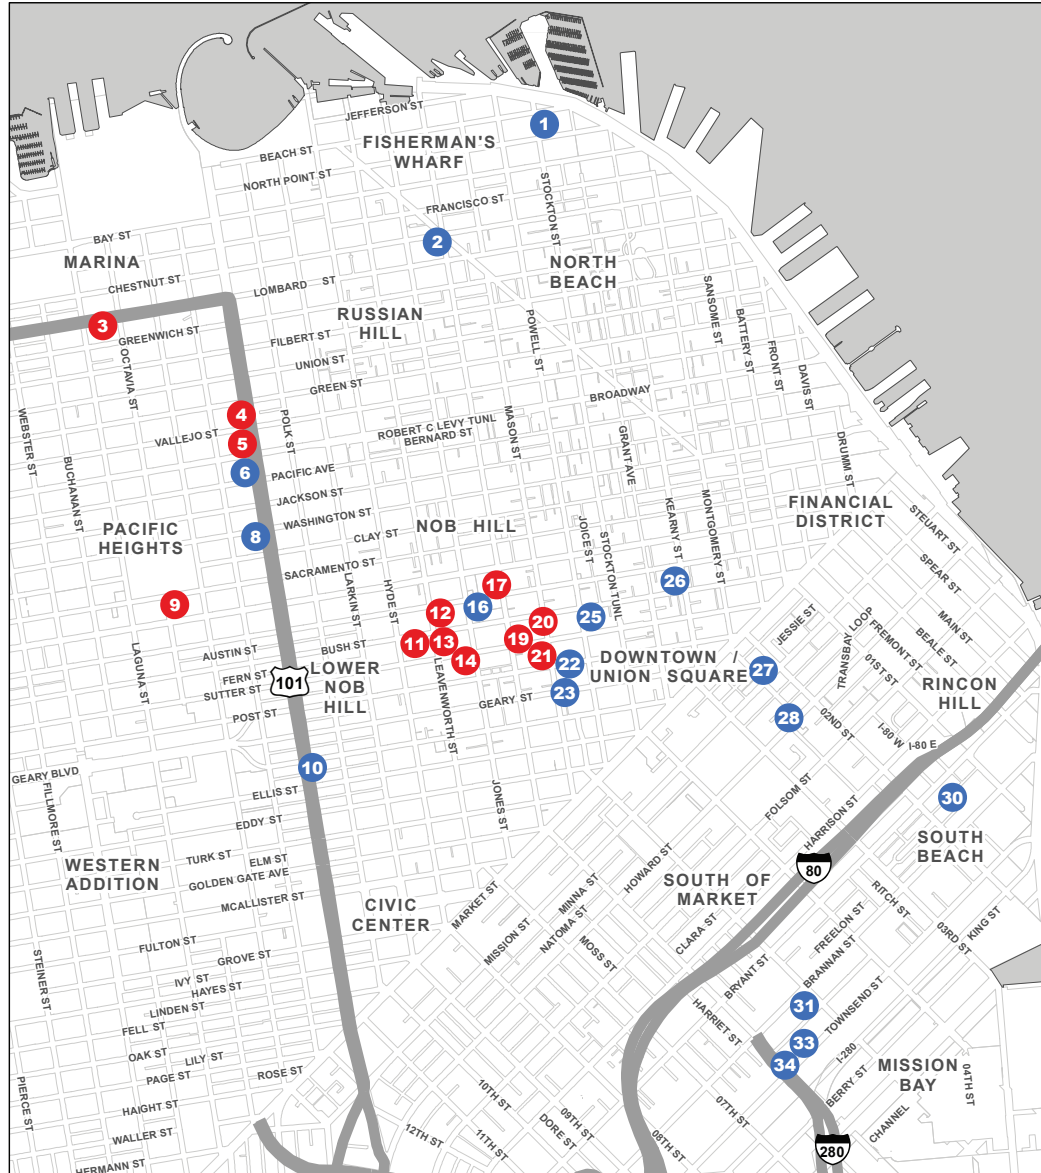 JEFFERSON ST
1
FISHERMAN'S
WHARF
BEACH ST
NORTH POINT ST
STOCKTON ST
FRANCISCO ST
2
BAY ST
MARINA
NORTH
BEACH
CHESTNUT ST
LOMBARD ST
SANSOME ST
BATTERY ST
3
GREENWICH ST
RUSSIAN
HILL
FILBERT ST
POWELL ST
FRONT ST
OCTAVIA ST
UNION ST
DAVIS ST
GREEN ST
BROADWAY
4
WEBSTER ST
POLK ST
MASON ST
VALLEJO ST
5
ROBERT C LEVY TUNL
BERNARD ST
GRANT AVE
DRUMM ST
BUCHANAN ST
6
PACIFIC AVE
JACKSON ST
KEARNY ST
MONTGOMERY ST
FINANCIAL
DISTRICT
PACIFIC
HEIGHTS
8
WASHINGTON ST
NOB HILL
JOICE ST
STEUART ST
CLAY ST
STOCKTON TUNL
SACRAMENTO ST
LARKIN ST
HYDE ST
SPEAR ST
26
17
9
16
12
25
20
JESSIE ST
TRANSBAY LOOP
FREMONT ST
MAIN ST
BEALE ST
11
13
19
BUSH ST
AUSTIN ST
14
21
22
DOWNTOWN /
UNION SQUARE
27
01ST ST
LAGUNA ST
FERN ST
SUTTER ST
101
LOWER
NOB
HILL
LEAVENWORTH ST
RINCON
HILL
23
GEARY ST
POST ST
28
02ND ST
I-80 W
I-80 E
10
GEARY BLVD
ELLIS ST
JONES ST
FOLSOM ST
30
FILLMORE ST
EDDY ST
HARRISON ST
SOUTH
BEACH
TURK ST
ELM ST
WESTERN
ADDITION
GOLDEN GATE AVE
HOWARD ST
80
MCALLISTER ST
MARKET ST
MINNA ST
SOUTH OF
MARKET
RITCH ST
CIVIC
CENTER
MISSION ST
NATOMA ST
CLARA ST
FREELON ST
KING ST
03RD ST
FULTON ST
MOSS ST
BRANNAN ST
STEINER ST
GROVE ST
BRYANT ST
IVY ST
HAYES ST
LINDEN ST
31
FELL ST
HARRIET ST
TOWNSEND ST
OAK ST
LILY ST
33
I-280
PAGE ST
ROSE ST
34
MISSION
BAY
BERRY ST
04TH ST
PIERCE ST
HAIGHT ST
10TH ST
09TH ST
07TH ST
CHANNEL
WALLER ST
12TH ST
11TH ST
DORE ST
08TH ST
280
HERMANN ST